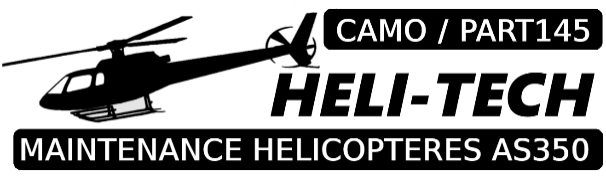 CAMO / PART145
HELI-TECH
MAINTENANCE HELICOPTERES AS350